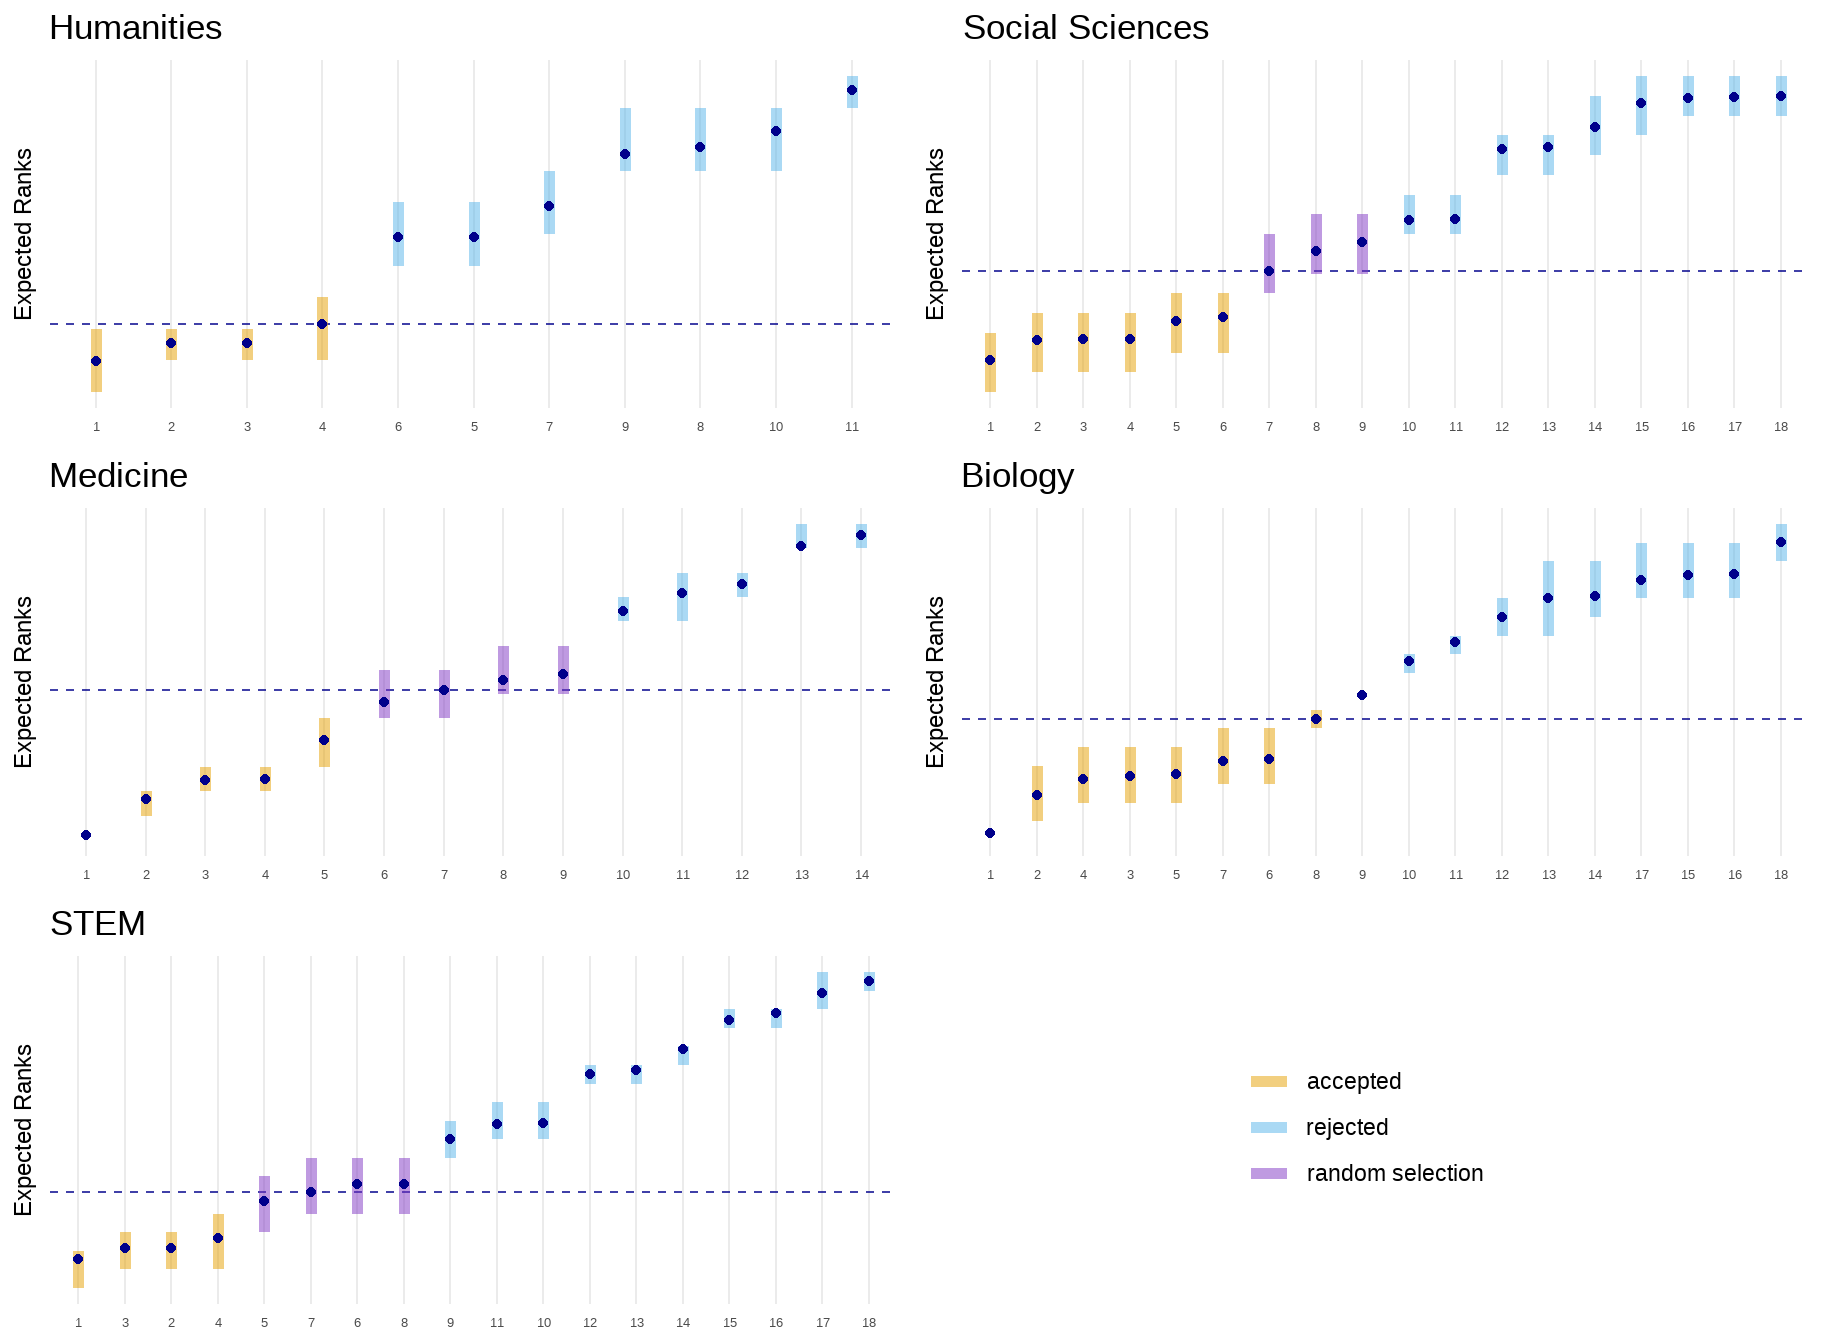 Humanities
Expected Ranks
1 2 3 4 6 5 7 9 8 10 11
Social Sciences
Expected Ranks
1 2 3 4 5 6 7 8 9 10 11 12 13 14 15 16 17 18
Medicine
Expected Ranks
1 2 3 4 5 6 7 8 9 10 11 12 13 14
Biology
Expected Ranks
1 2 4 3 5 7 6 8 9 10 11 12 13 14 17 15 16 18
STEM
Expected Ranks
1 3 2 4 5 7 6 8 9 11 10 12 13 14 15 16 17 18
accepted
rejected
random selection